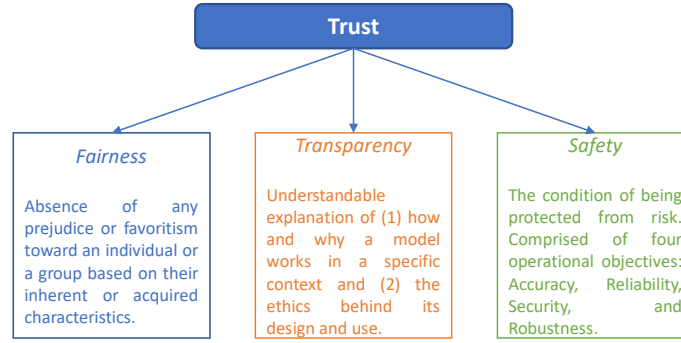 Trust
Fairness
Absence of any
prejudice or favoritism
toward an individual or
a group based on their
inherent or acquired
characteristics.
Transparency
Understandable
explanation of (1) how
and why a model
works in a specific
context and (2) the
ethics behind its
design and use.
Safety
The condition of being
protected from risk.
Comprised of four
operational objectives:
Accuracy, Reliability,
Security, and
Robustness.